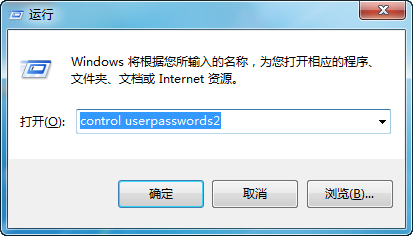 运行
Windows 将根据您所输入的名称，为您打开相应的程序、
文件夹、文档或 Internet 资源。
打开(O): control userpasswords2
确定 取消 浏览(B)...